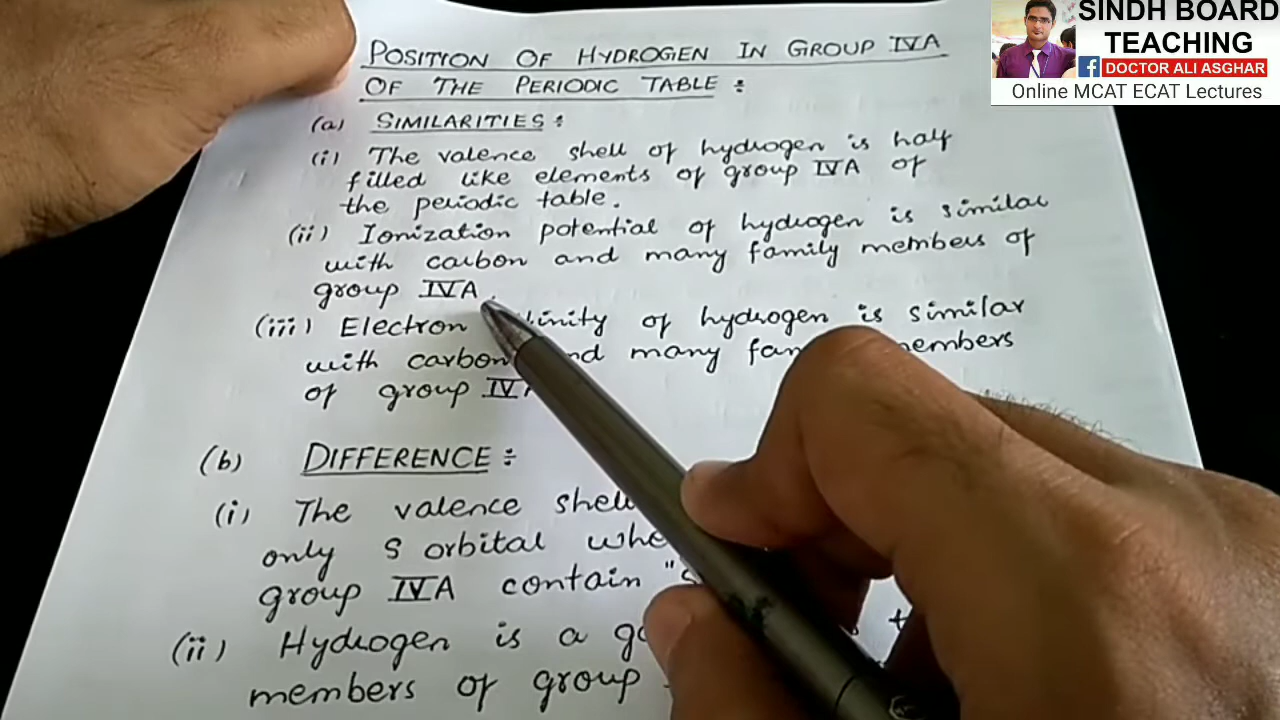 SINDH BOARD
TEACHING
DOCTOR ALI ASGHAR
Online MCAT ECAT Lectures
POSITION OF HYDROGEN IN GROUP IVA
OF THE PERIODIC TABLE :
(a) SIMILARITIES :
(i) The valence shell of hydrogen is half
filled like elements of group IVA of
the periodic table.
(ii) Ionization potential of hydrogen is similar
with carbon and many family members of
group IVA.
(iii) Electron of hydrogen is similar
with carbon and many members
of group IVA
(b) DIFFERENCE :
(i) The valence shell
only S orbital
group IVA contain
(ii) Hydrogen is a
members of group